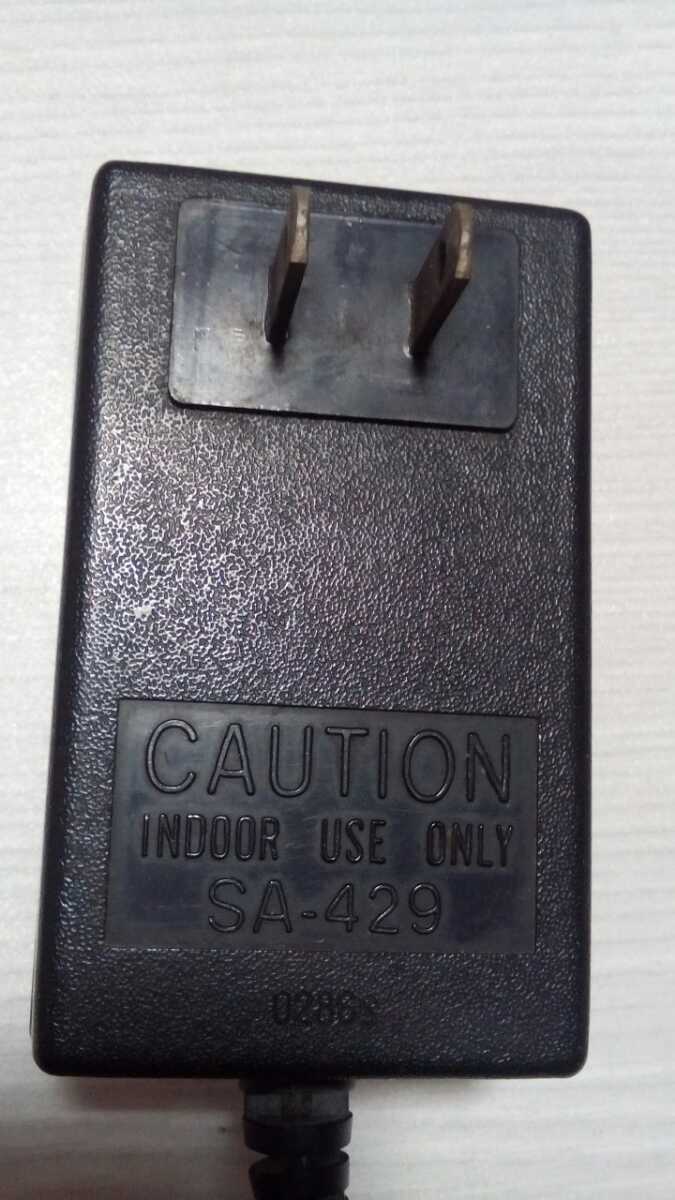 CAUTION
INDOOR USE ONLY
SA-429
0286s